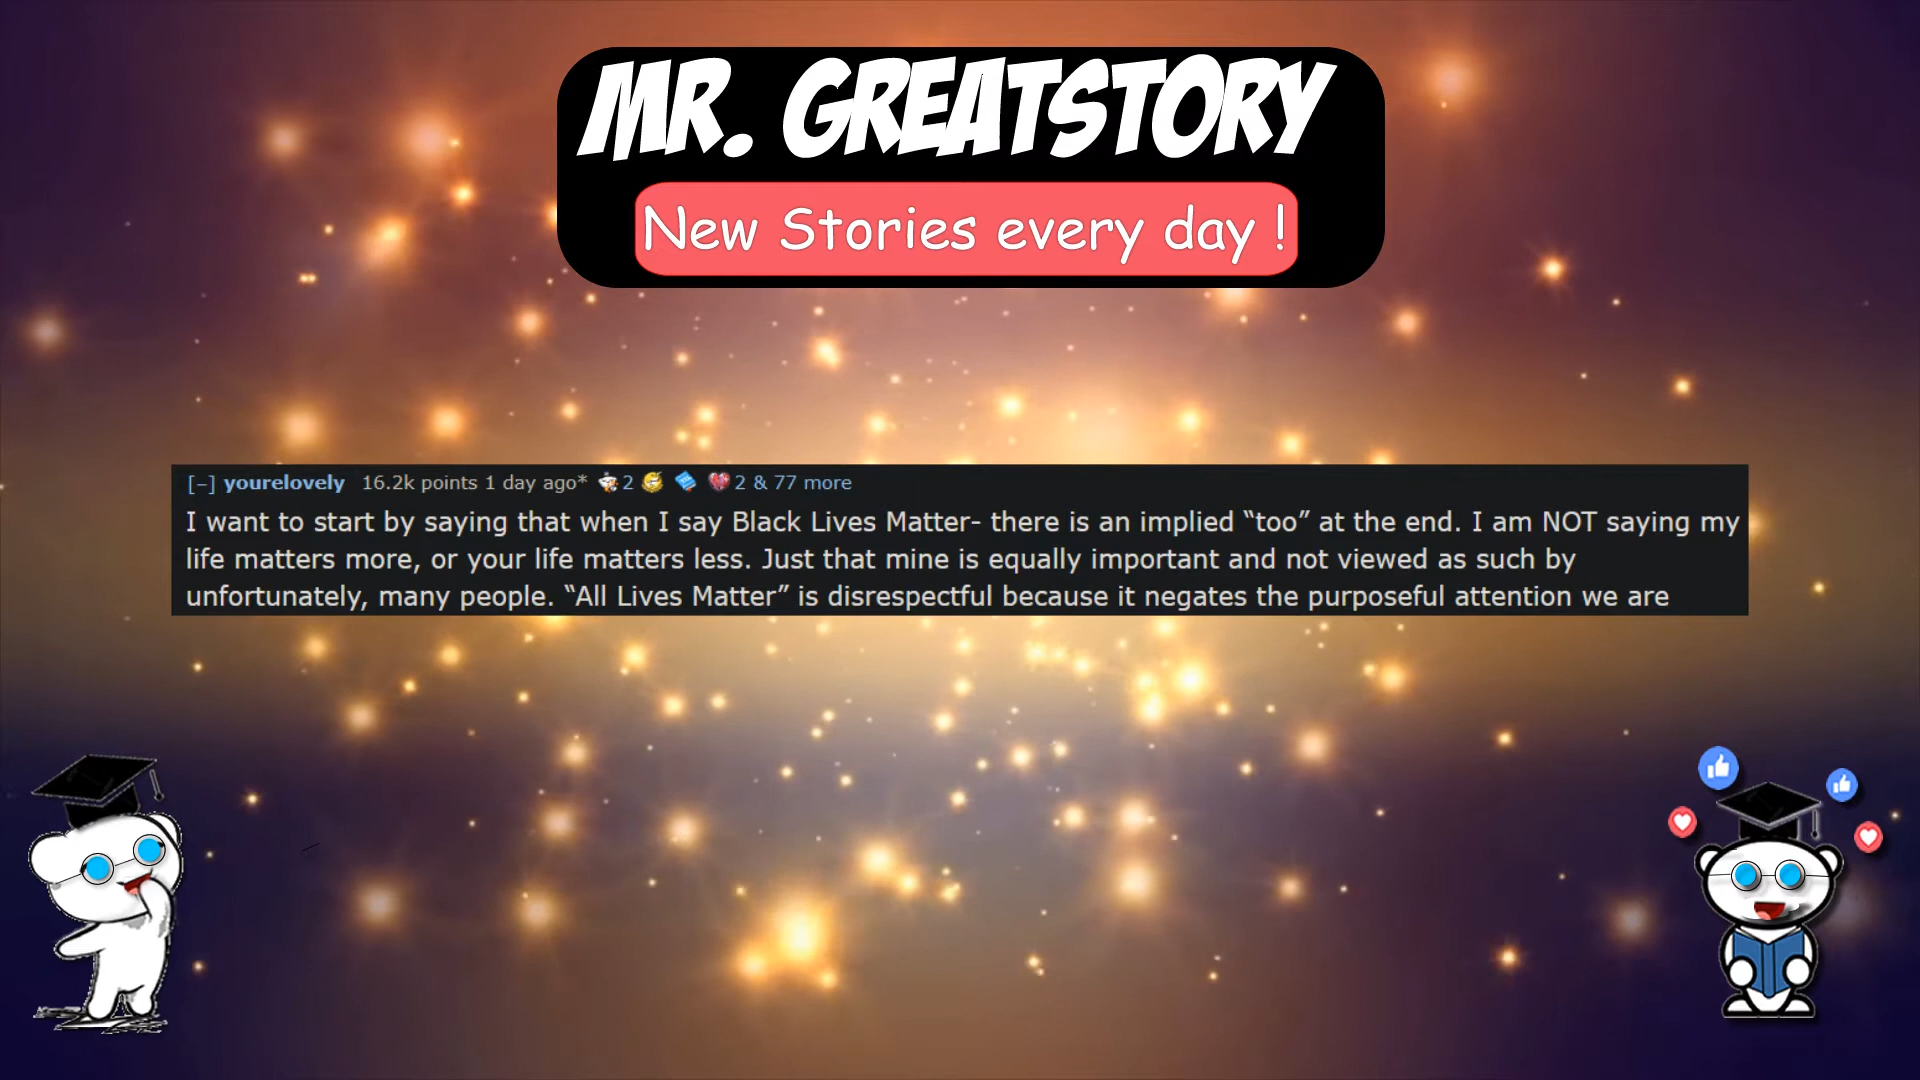 MR. GREATSTORY
New Stories every day !
[–] yourelovely 16.2k points 1 day ago* 2 2 & 77 more
I want to start by saying that when I say Black Lives Matter- there is an implied “too” at the end. I am NOT saying my
life matters more, or your life matters less. Just that mine is equally important and not viewed as such by
unfortunately, many people. “All Lives Matter” is disrespectful because it negates the purposeful attention we are